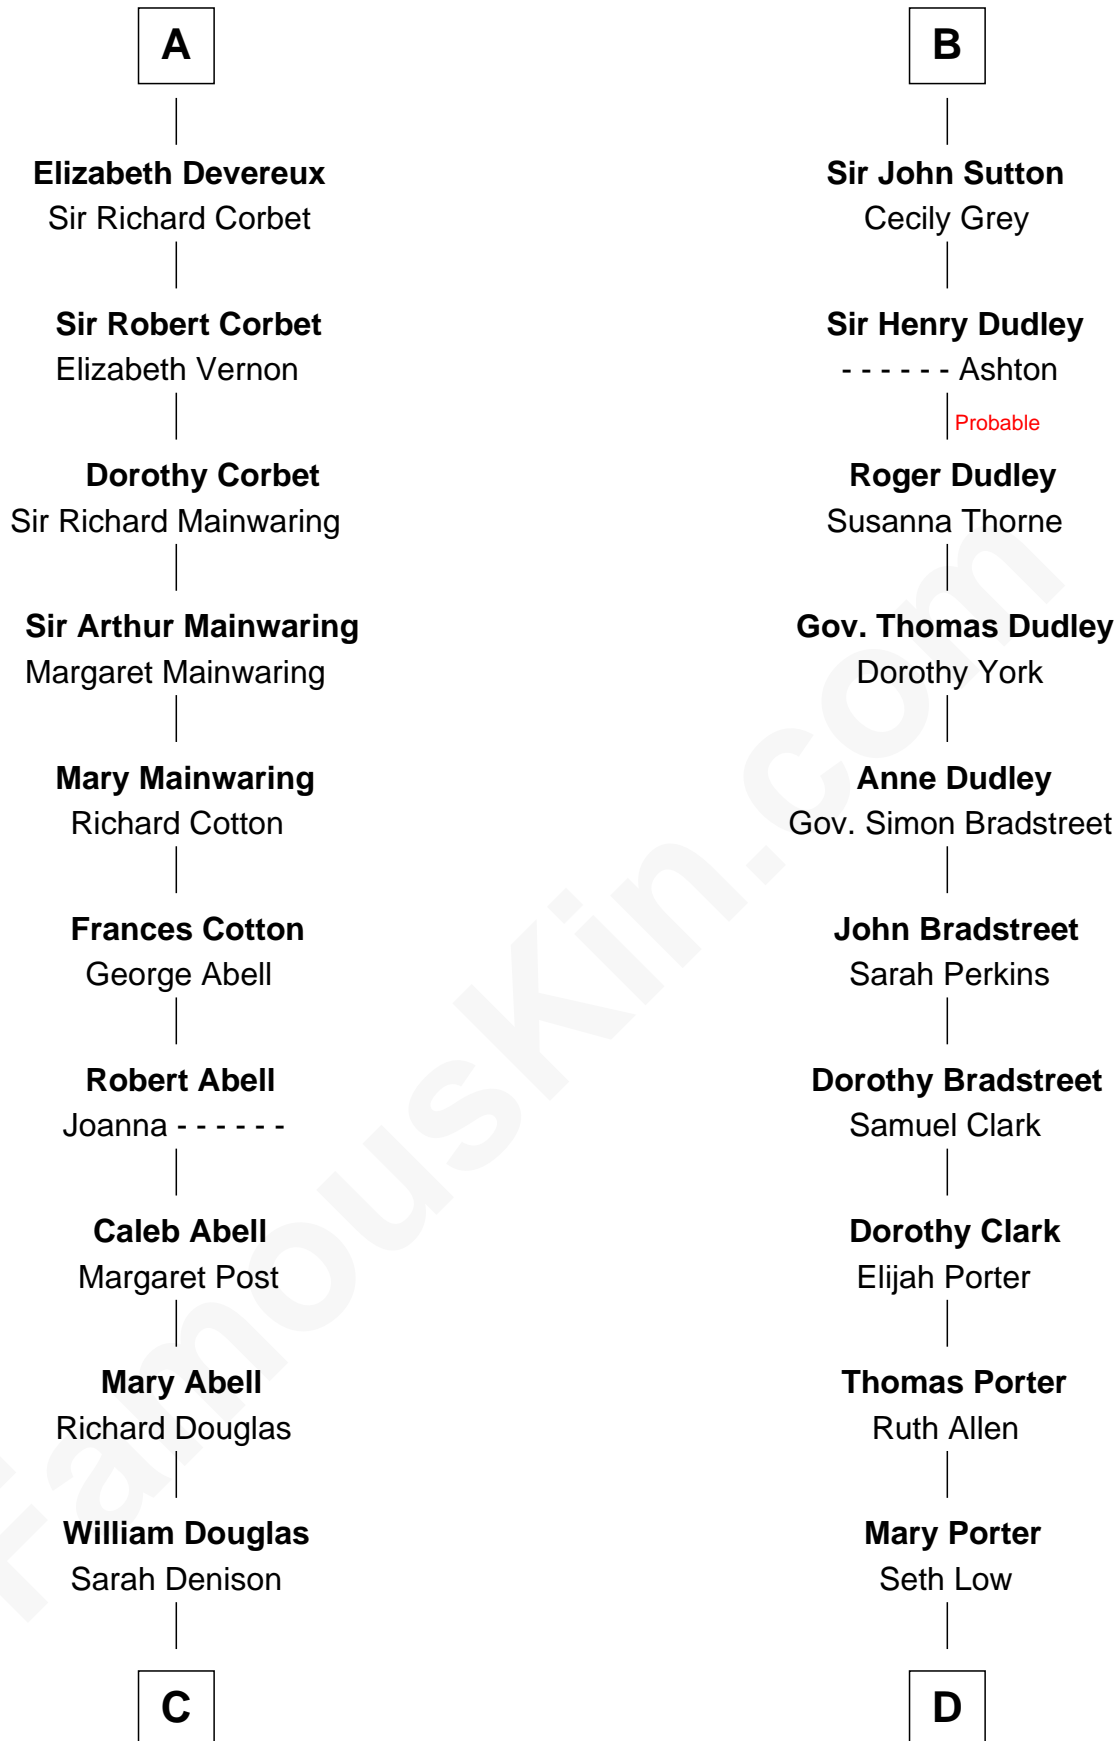 A
Elizabeth Devereux
Sir Richard Corbet
Sir Robert Corbet
Elizabeth Vernon
Dorothy Corbet
Sir Richard Mainwaring
Sir Arthur Mainwaring
Margaret Mainwaring
Mary Mainwaring
Richard Cotton
Frances Cotton
George Abell
Robert Abell
Joanna - - - - - -
Caleb Abell
Margaret Post
Mary Abell
Richard Douglas
William Douglas
Sarah Denison
C
B
Sir John Sutton
Cecily Grey
Sir Henry Dudley
- - - - - - Ashton
Probable
Roger Dudley
Susanna Thorne
Gov. Thomas Dudley
Dorothy York
Anne Dudley
Gov. Simon Bradstreet
John Bradstreet
Sarah Perkins
Dorothy Bradstreet
Samuel Clark
Dorothy Clark
Elijah Porter
Thomas Porter
Ruth Allen
Mary Porter
Seth Low
D
FamousKin.com